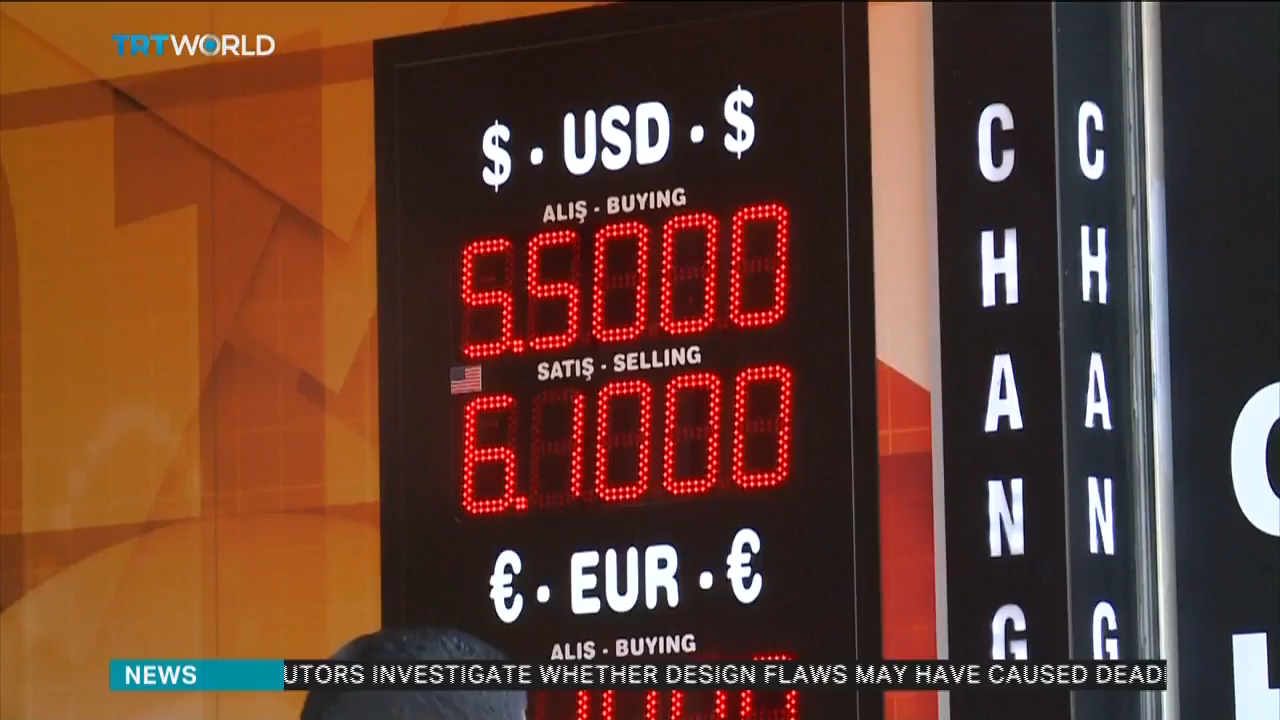 TRTWORLD
$ · USD · $
ALIŞ - BUYING
5.5000
SATIŞ - SELLING
6.1000
€ · EUR · €
ALIŞ - BUYING
CHANG
CHANG
NEWS
UTORS INVESTIGATE WHETHER DESIGN FLAWS MAY HAVE CAUSED DEAD